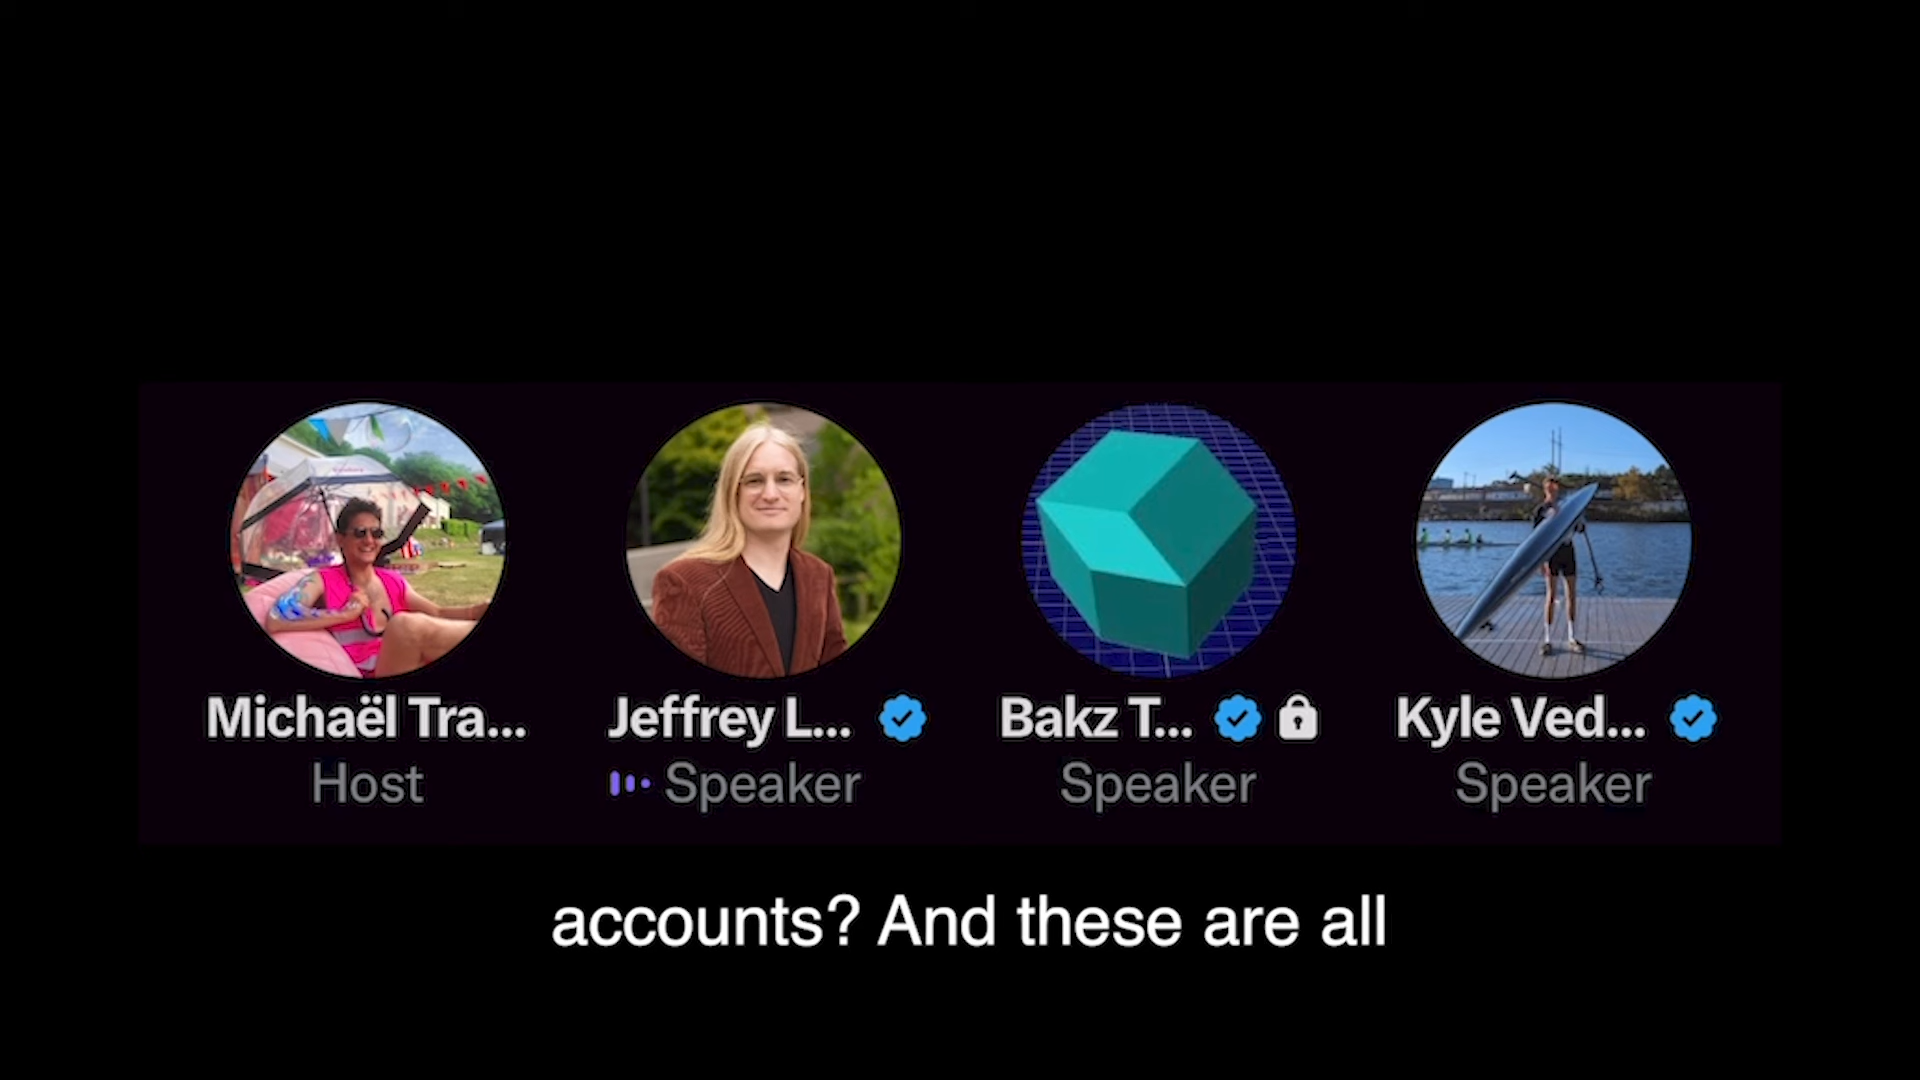 Michaël Tra...
Jeffrey L...
Bakz T...
Kyle Ved...
Host
Speaker
Speaker
Speaker
accounts? And these are all